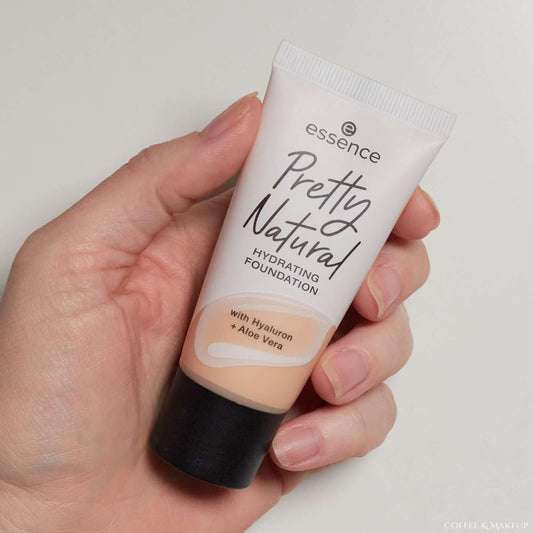 essence
Pretty
Natural
HYDRATING
FOUNDATION
with Hyaluron
+ Aloe Vera
COFFEE & MAKEUP